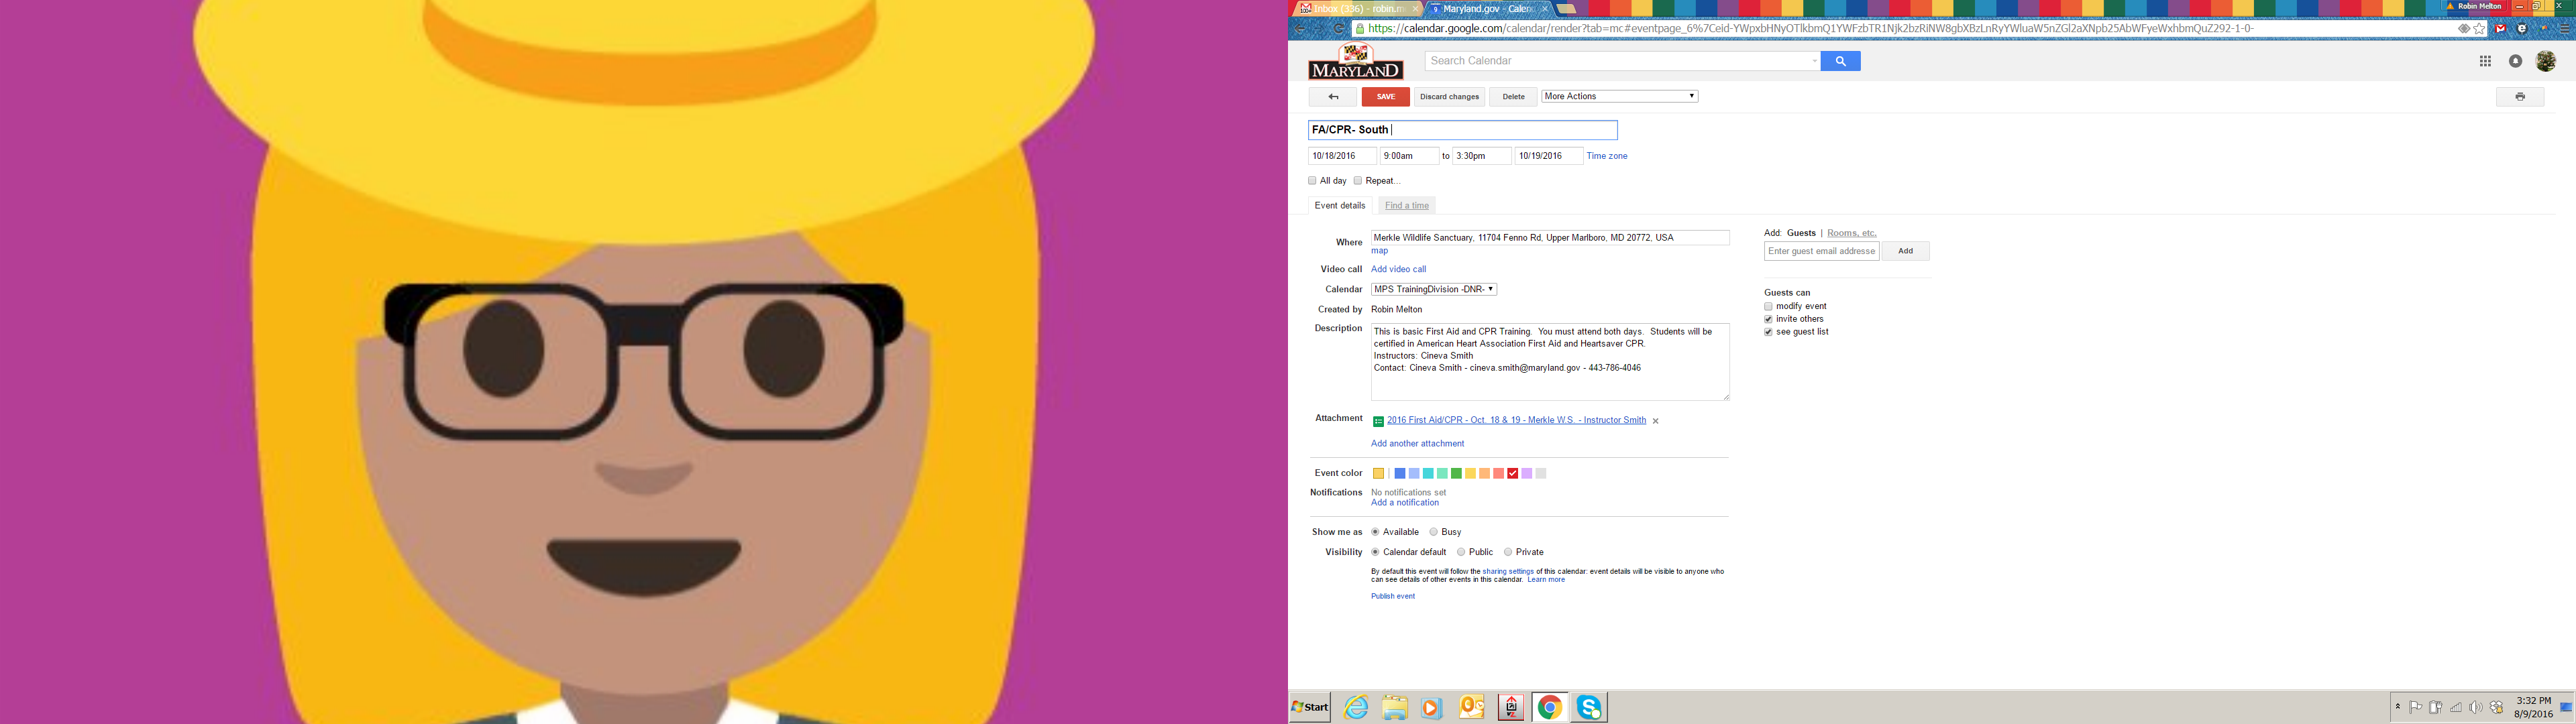 Inbox (336) - robin.m
Maryland.gov - Calend
Robin Melton
https://calendar.google.com/calendar/render?tab=mc#eventpage_6%7Ceid-
MARYLAND
Search Calendar
SAVE Discard changes Delete More Actions
FA/CPR- South
10/18/2016 9:00am to 3:30pm 10/19/2016 Time zone
All day Repeat...
Event details Find a time
Where Merkle Wildlife Sanctuary, 11704 Fenno Rd, Upper Marlboro, MD 20772, USA
map
Video call Add video call
Calendar MPS TrainingDivision -DNR-
Created by Robin Melton
Description This is basic First Aid and CPR Training. You must attend both days. Students will be
certified in American Heart Association First Aid and Heartsaver CPR.
Instructors: Cineva Smith
Contact: Cineva Smith - cineva.smith@maryland.gov - 443-786-4046
Attachment 2016 First Aid/CPR - Oct. 18 & 19 - Merkle W.S. - Instructor Smith
Add another attachment
Event color
Notifications No notifications set
Add a notification
Show me as Available Busy
Visibility Calendar default Public Private
By default this event will follow the sharing settings of this calendar: event details will be visible to anyone who
can see details of other events in this calendar. Learn more
Publish event
Add: Guests | Rooms, etc.
Enter guest email addresse Add
Guests can
modify event
invite others
see guest list
Start
3:32 PM
8/9/2016